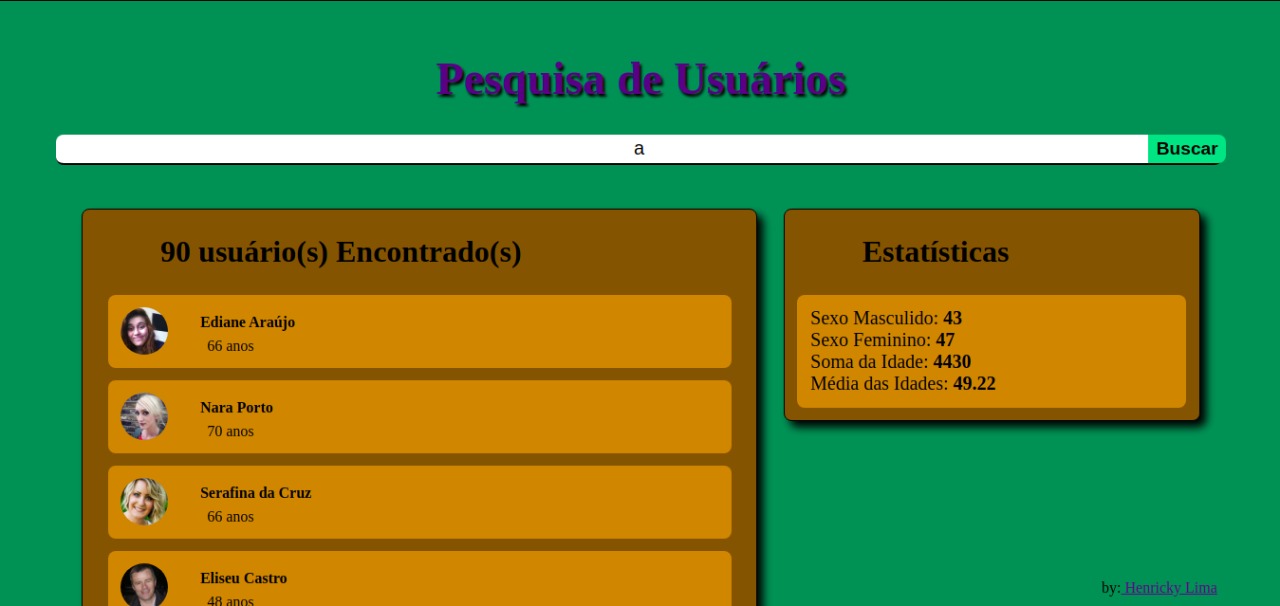 Pesquisa de Usuários
a
Buscar
90 usuário(s) Encontrado(s)
Ediane Araújo
66 anos
Nara Porto
70 anos
Serafina da Cruz
66 anos
Eliseu Castro
48 anos
Estatísticas
Sexo Masculido: 43
Sexo Feminino: 47
Soma da Idade: 4430
Média das Idades: 49.22
by: Henricky Lima